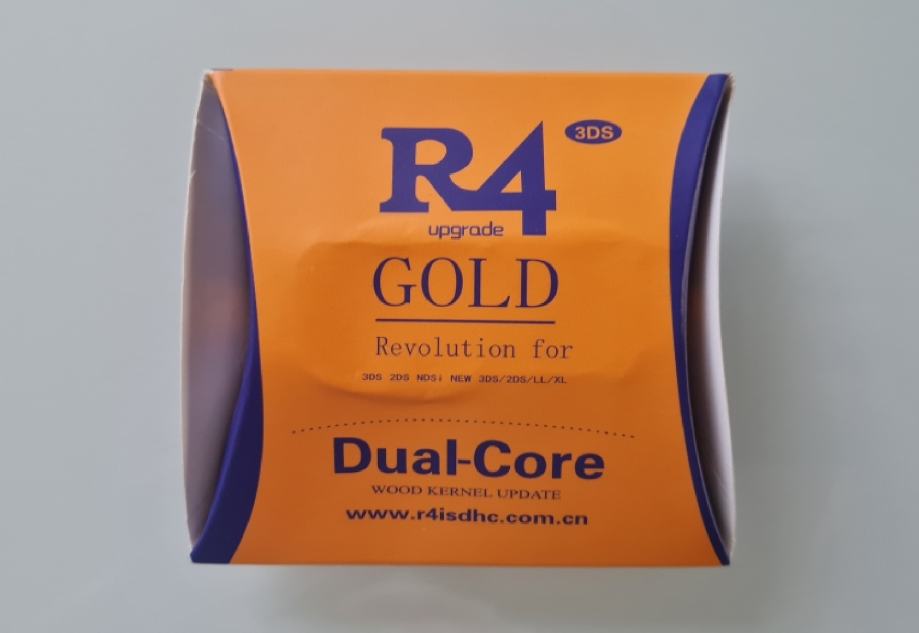 R4 3DS
upgrade
GOLD
Revolution for
3DS 2DS NDSi NEW 3DS/2DS/LL/XL
Dual-Core
WOOD KERNEL UPDATE
www.r4isdhc.com.cn